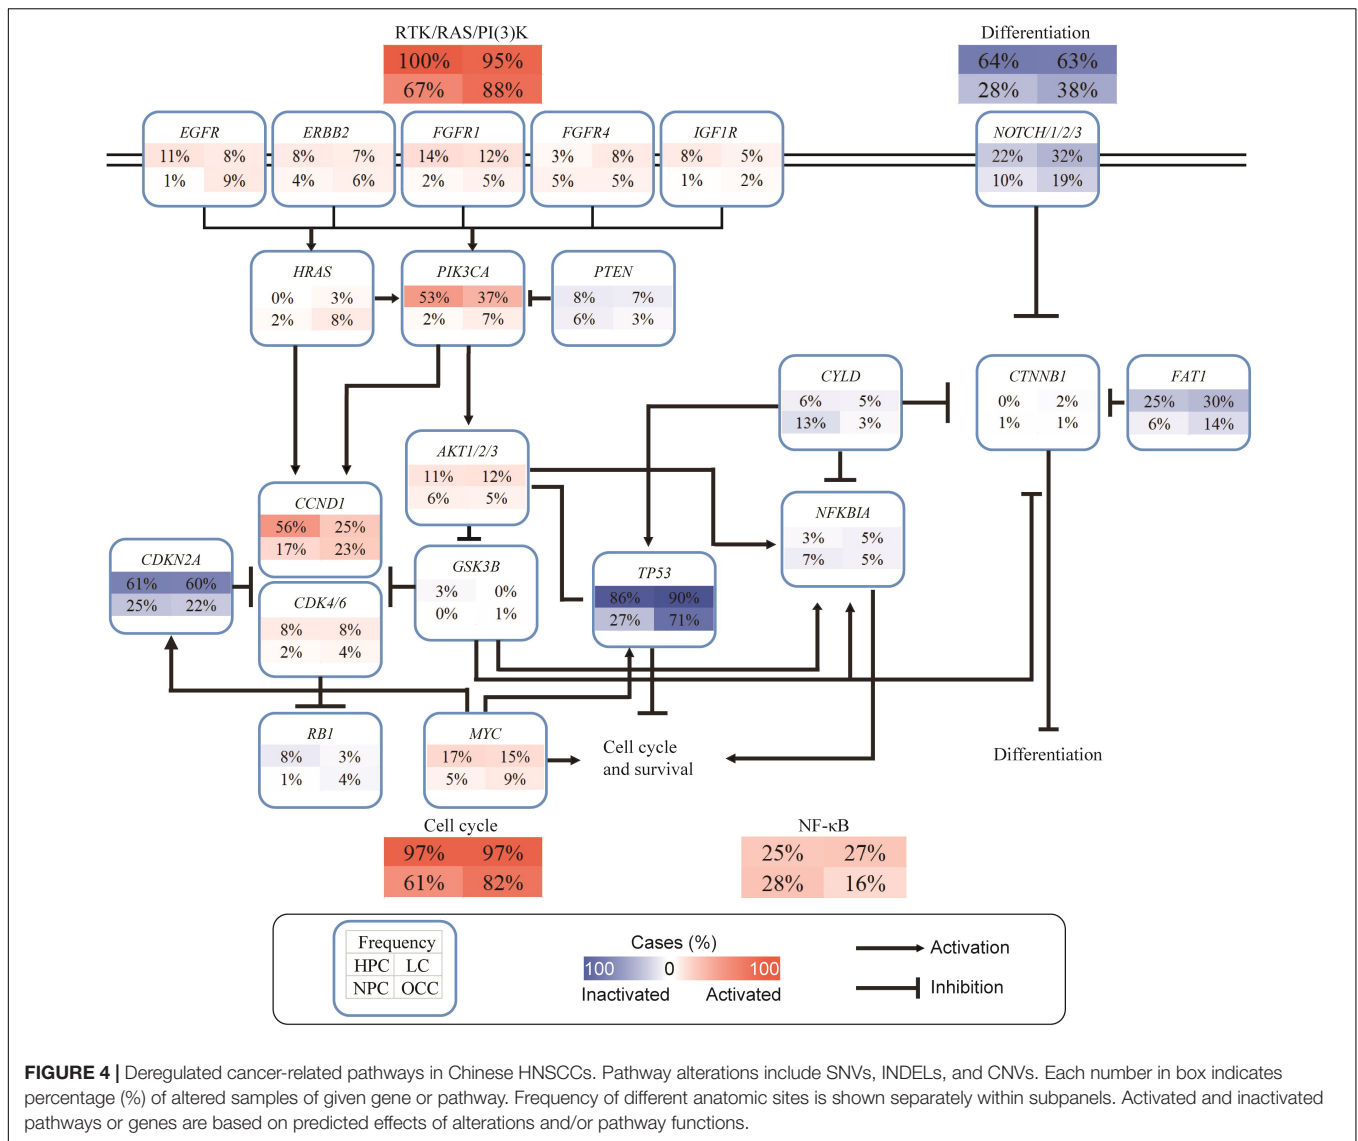 RTK/RAS/PI(3)K
100% 95%
67% 88%
Differentiation
64% 63%
28% 38%
EGFR
11% 8%
1% 9%
ERBB2
8% 7%
4% 6%
FGFR1
14% 12%
2% 5%
FGFR4
3% 8%
5% 5%
IGF1R
8% 5%
1% 2%
NOTCH/1/2/3
22% 32%
10% 19%
HRAS
0% 3%
2% 8%
PIK3CA
53% 37%
2% 7%
PTEN
8% 7%
6% 3%
CYLD
6% 5%
13% 3%
CTNNB1
0% 2%
1% 1%
FAT1
25% 30%
6% 14%
AKT1/2/3
11% 12%
6% 5%
CCND1
56% 25%
17% 23%
NFKBIA
3% 5%
7% 5%
CDKN2A
61% 60%
25% 22%
GSK3B
3% 0%
0% 1%
TP53
86% 90%
27% 71%
CDK4/6
8% 8%
2% 4%
RB1
8% 3%
1% 4%
MYC
17% 15%
5% 9%
Cell cycle
and survival
Differentiation
Cell cycle
97% 97%
61% 82%
NF-κB
25% 27%
28% 16%
Frequency
HPC LC
NPC OCC
Cases (%)
100 0 100
Inactivated Activated
Activation
Inhibition
FIGURE 4 | Deregulated cancer-related pathways in Chinese HNSCCs. Pathway alterations include SNVs, INDELs, and CNVs. Each number in box indicates
percentage (%) of altered samples of given gene or pathway. Frequency of different anatomic sites is shown separately within subpanels. Activated and inactivated
pathways or genes are based on predicted effects of alterations and/or pathway functions.